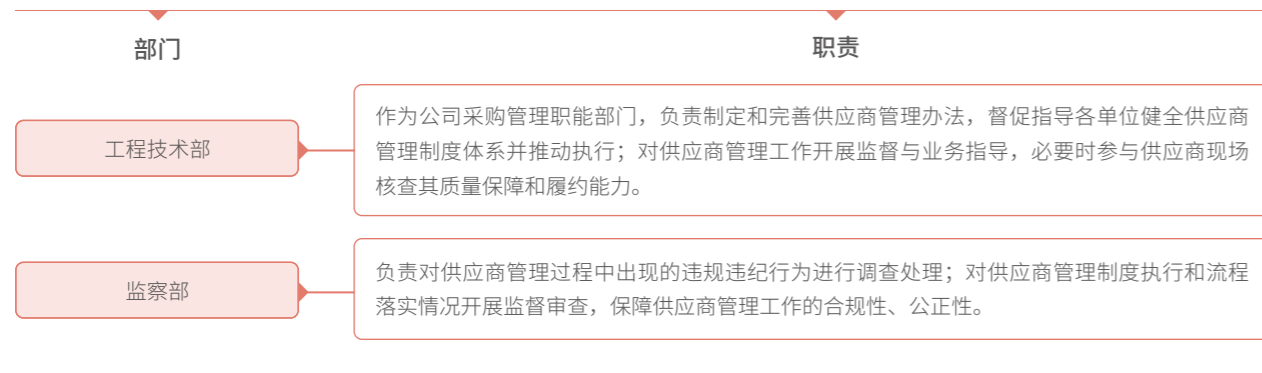 部门
职责
工程技术部
作为公司采购管理职能部门，负责制定和完善供应商管理办法，督促指导各单位健全供应商
管理制度体系并推动执行；对供应商管理工作开展监督与业务指导，必要时参与供应商现场
核查其质量保障和履约能力。
监察部
负责对供应商管理过程中出现的违规违纪行为进行调查处理；对供应商管理制度执行和流程
落实情况开展监督审查，保障供应商管理工作的合规性、公正性。